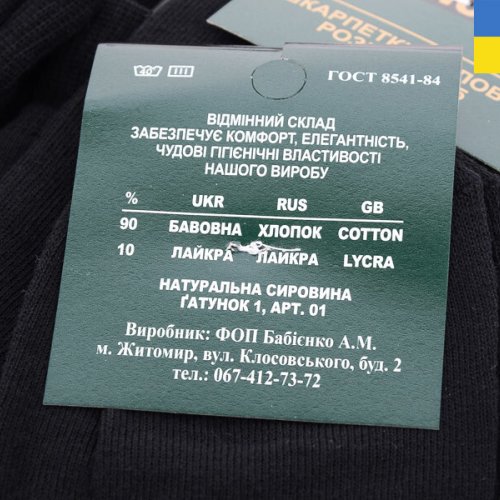 ШКАРПЕТКИ
40
ГОСТ 8541-84
ВІДМІННИЙ СКЛАД
ЗАБЕЗПЕЧУЄ КОМФОРТ, ЕЛЕГАНТНІСТЬ,
ЧУДОВІ ГІГІЄНІЧНІ ВЛАСТИВОСТІ
НАШОГО ВИРОБУ
% UKR RUS GB
90 БАВОВНА ХЛОПОК COTTON
10 ЛАЙКРА ЛАЙКРА LYCRA
НАТУРАЛЬНА СИРОВИНА
ҐАТУНОК 1, АРТ. 01
Виробник: ФОП Бабієнко А.М.
м. Житомир, вул. Клосовського, буд. 2
тел.: 067-412-73-72